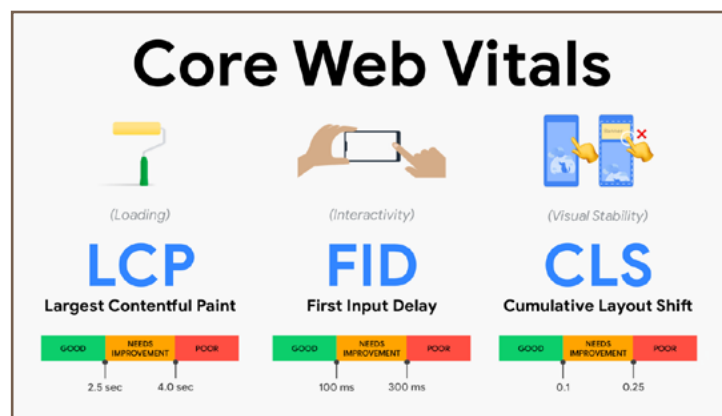 Core Web Vitals
(Loading)
LCP
Largest Contentful Paint
GOOD
NEEDS
IMPROVEMENT
POOR
2.5 sec
4.0 sec
(Interactivity)
FID
First Input Delay
GOOD
NEEDS
IMPROVEMENT
POOR
100 ms
300 ms
(Visual Stability)
CLS
Cumulative Layout Shift
GOOD
NEEDS
IMPROVEMENT
POOR
0.1
0.25